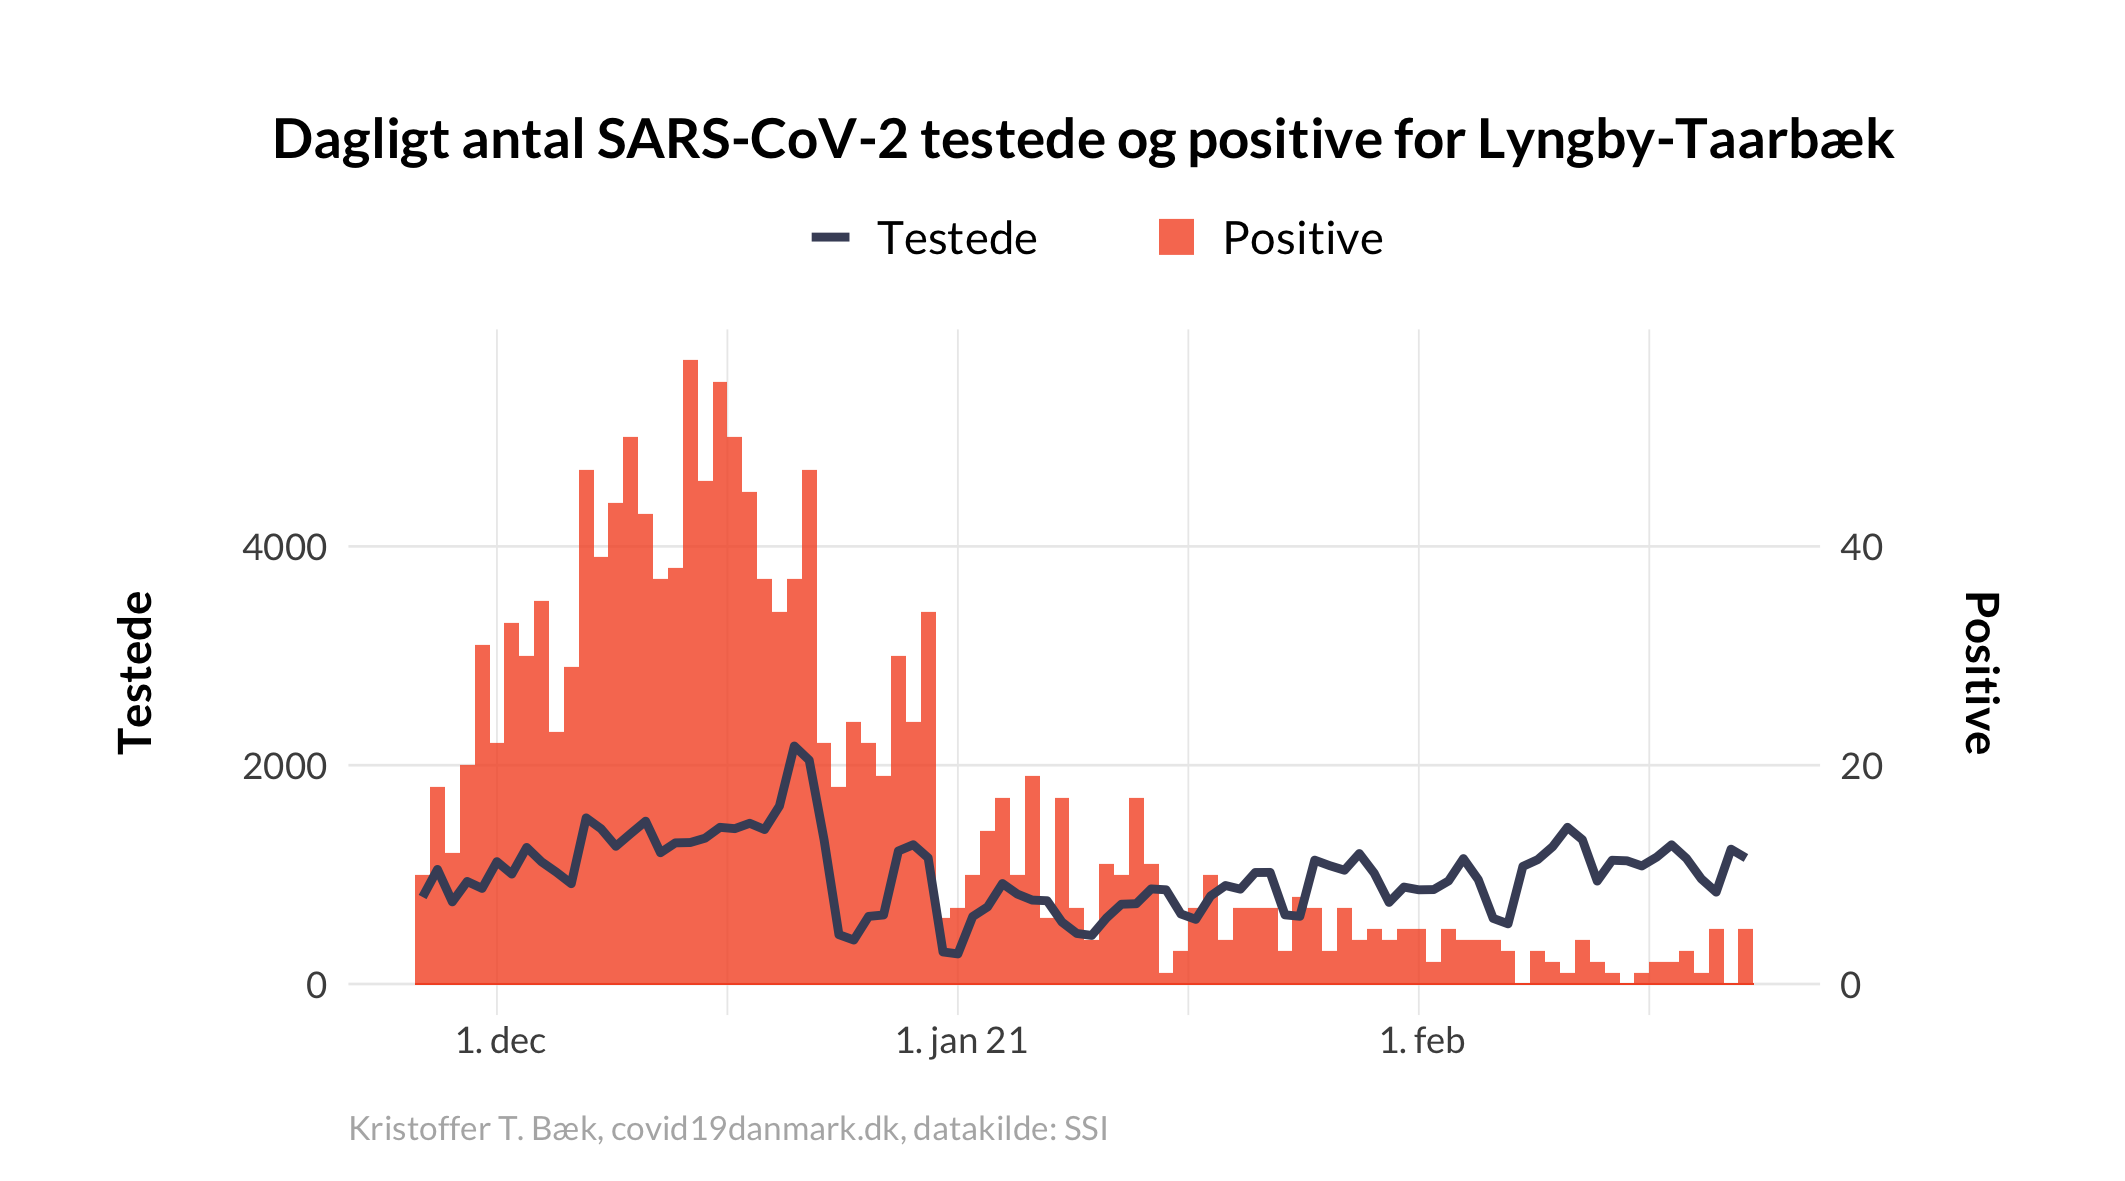 Dagligt antal SARS-CoV-2 testede og positive for Lyngby-Taarbæk
Testede
Positive
4000
2000
0
Testede
40
20
0
Positive
1. dec
1. jan 21
1. feb
Kristoffer T. Bæk, covid19danmark.dk, datakilde: SSI